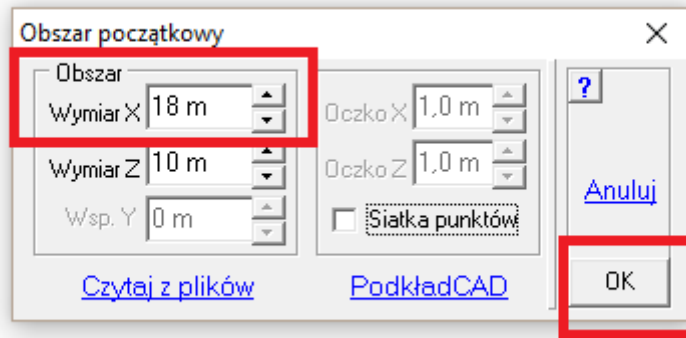 Obszar początkowy
Obszar
Wymiar X 18 m
Wymiar Z 10 m
Wsp. Y 0 m
Czytaj z plików
Oczko X 1,0 m
Oczko Z 1,0 m
Siatka punktów
PodkładCAD
?
Anuluj
OK